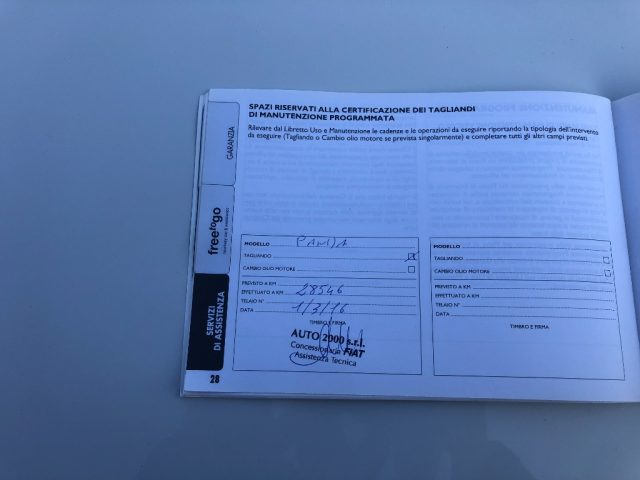 SPAZI RISERVATI ALLA CERTIFICAZIONE DEI TAGLIANDI
DI MANUTENZIONE PROGRAMMATA
Rilevare dal Libretto Uso e Manutenzione le cadenze e le operazioni da eseguire riportando la tipologia dell'intervento
da eseguire (Tagliando o Cambio olio motore se prevista singolarmente) e completare tutti gli altri campi previsti.
GARANZIA
freetogo
SERVIZI
DI ASSISTENZA
MODELLO PANDA
TAGLIANDO
CAMBIO OLIO MOTORE
PREVISTO A KM
EFFETTUATO A KM 28546
TELAIO N°
DATA 1/3/16
TIMBRO E FIRMA
AUTO 2000 s.r.l.
Concessionaria FIAT
Assistenza Tecnica
MODELLO
TAGLIANDO
CAMBIO OLIO MOTORE
PREVISTO A KM
EFFETTUATO A KM
TELAIO N°
DATA
TIMBRO E FIRMA
28